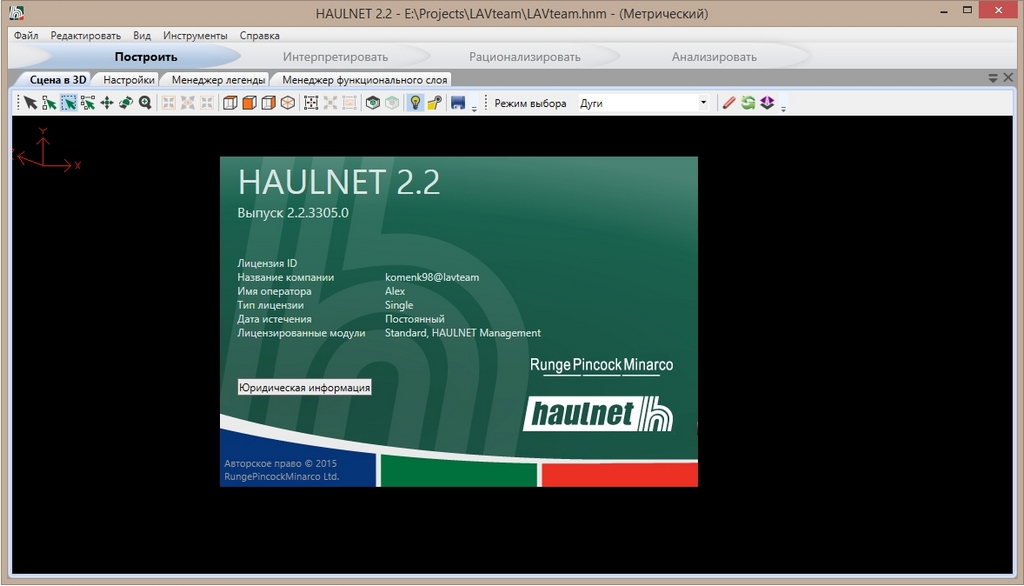 HAULNET 2.2 - E:\Projects\LAVteam\LAVteam.hnm - (Метрический)
Файл Редактировать Вид Инструменты Справка
Построить Интерпретировать Рационализировать Анализировать
Сцена в 3D Настройки Менеджер легенды Менеджер функционального слоя
Режим выбора Дуги
Y
X
HAULNET 2.2
Выпуск 2.2.3305.0
Лицензия ID
Название компании komenk98@lavteam
Имя оператора Alex
Тип лицензии Single
Дата истечения Постоянный
Лицензированные модули Standard, HAULNET Management
RungePincockMinarco
Юридическая информация
haulnet
Авторское право © 2015
RungePincockMinarco Ltd.